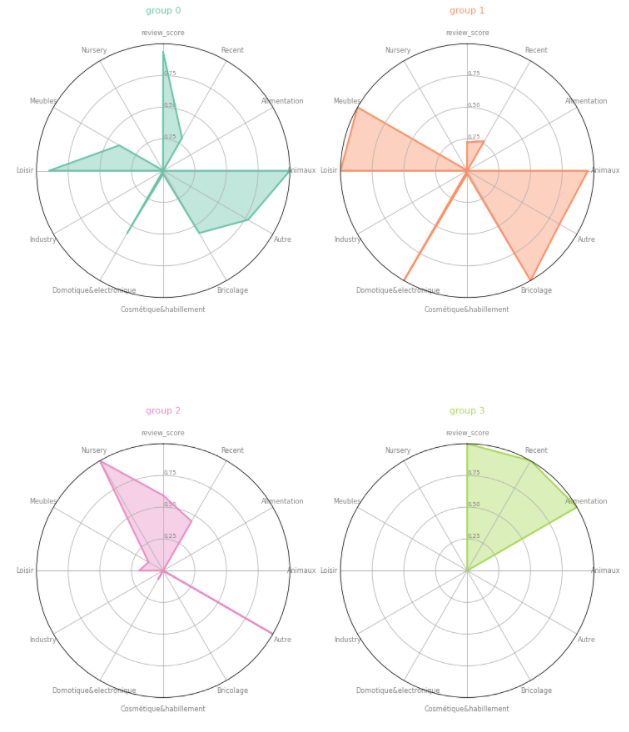 group 0
review_score
Nursery
Recent
Meubles
Alimentation
0.75
0.50
0.25
Loisir
Animaux
Industry
Autre
Domotique&electronique
Bricolage
Cosmétique&habillement
group 1
review_score
Nursery
Recent
Meubles
Alimentation
0.75
0.50
0.25
Loisir
Animaux
Industry
Autre
Domotique&electronique
Bricolage
Cosmétique&habillement
group 2
review_score
Nursery
Recent
Meubles
Alimentation
0.75
0.50
0.25
Loisir
Animaux
Industry
Autre
Domotique&electronique
Bricolage
Cosmétique&habillement
group 3
review_score
Nursery
Recent
Meubles
Alimentation
0.75
0.50
0.25
Loisir
Animaux
Industry
Autre
Domotique&electronique
Bricolage
Cosmétique&habillement